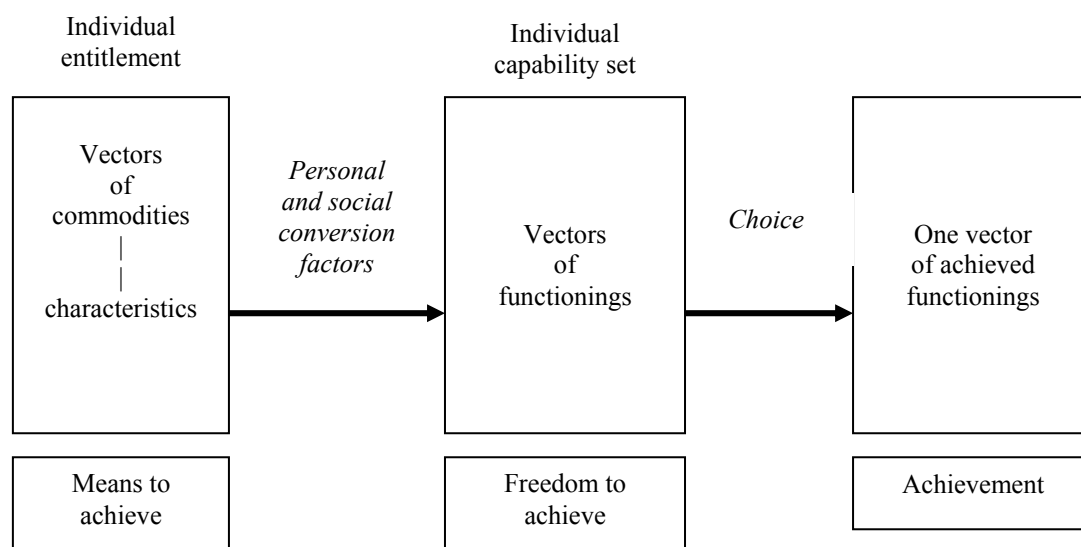 Individual
entitlement
Individual
capability set
Vectors
of
commodities
|
|
characteristics
Personal
and social
conversion
factors
Vectors
of
functionings
Choice
One vector
of achieved
functionings
Means to
achieve
Freedom to
achieve
Achievement